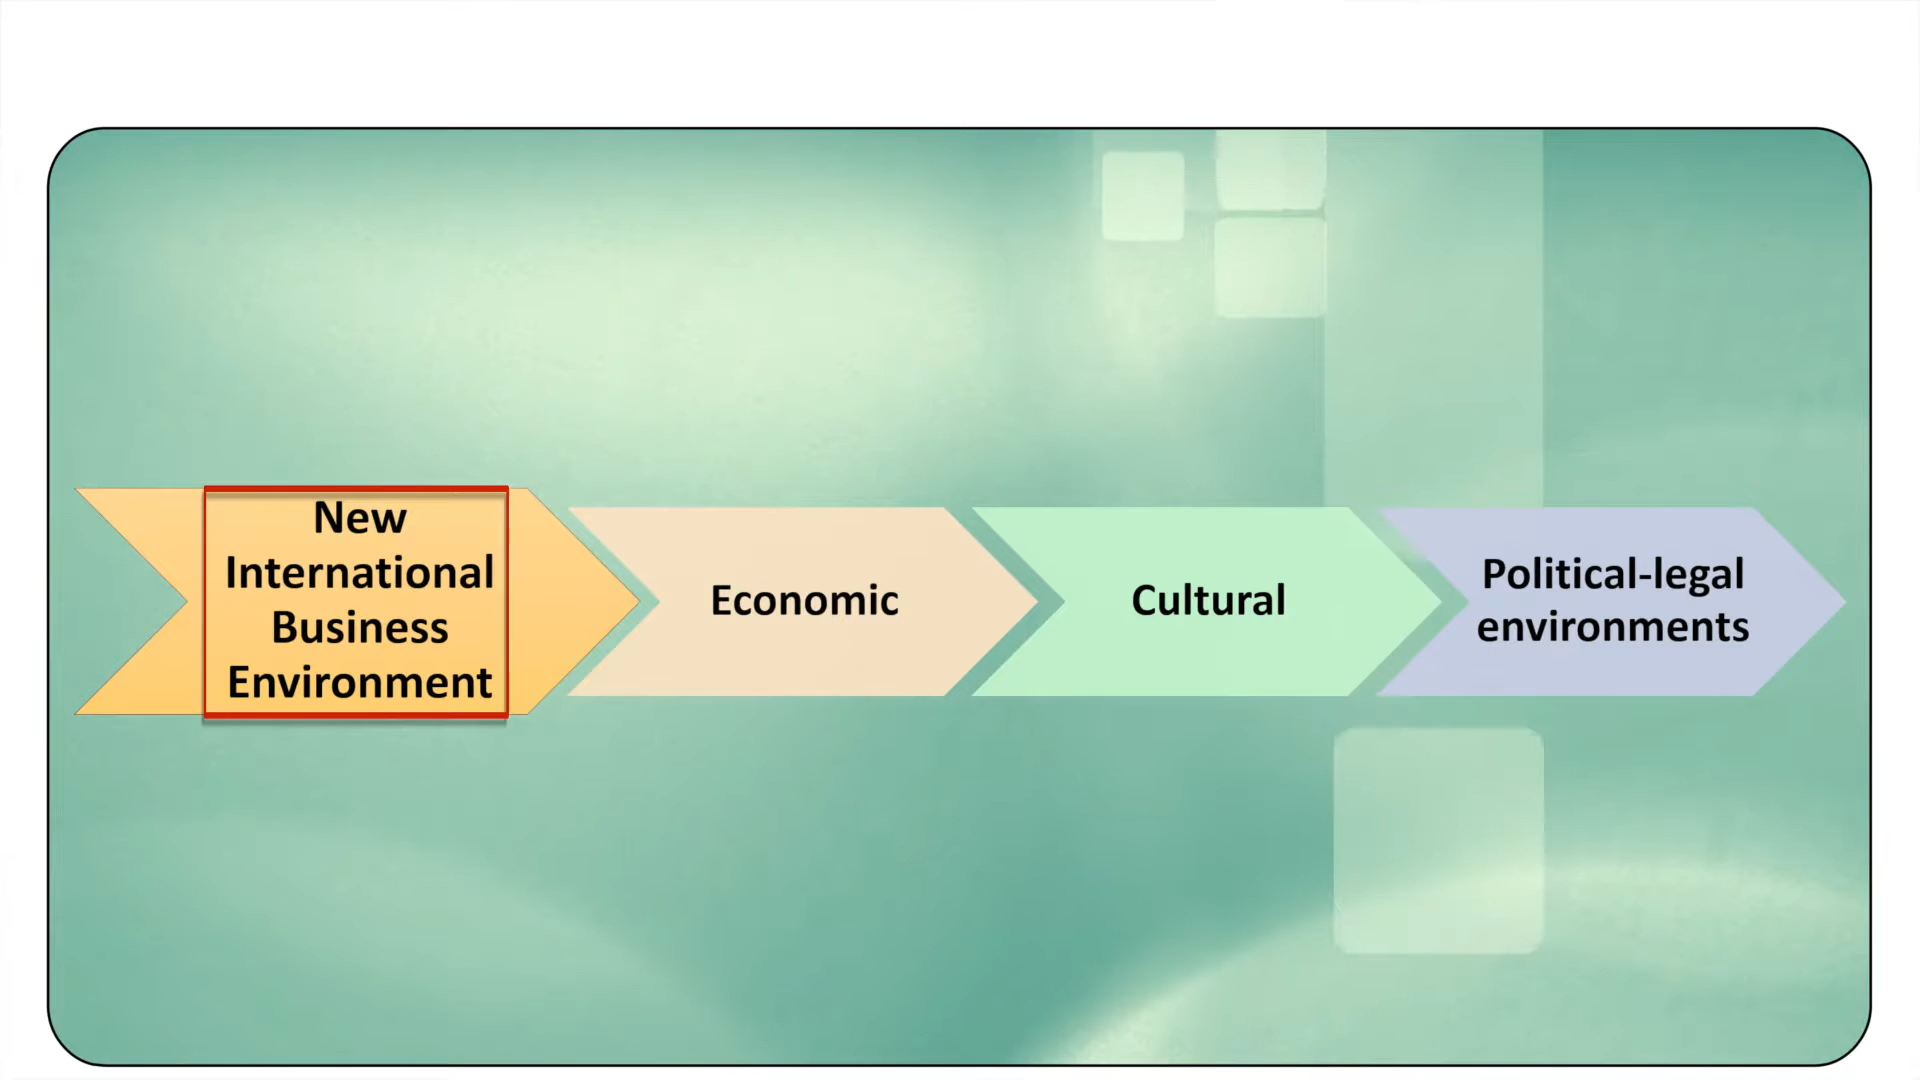 New
International
Business
Environment
Economic
Cultural
Political-legal
environments